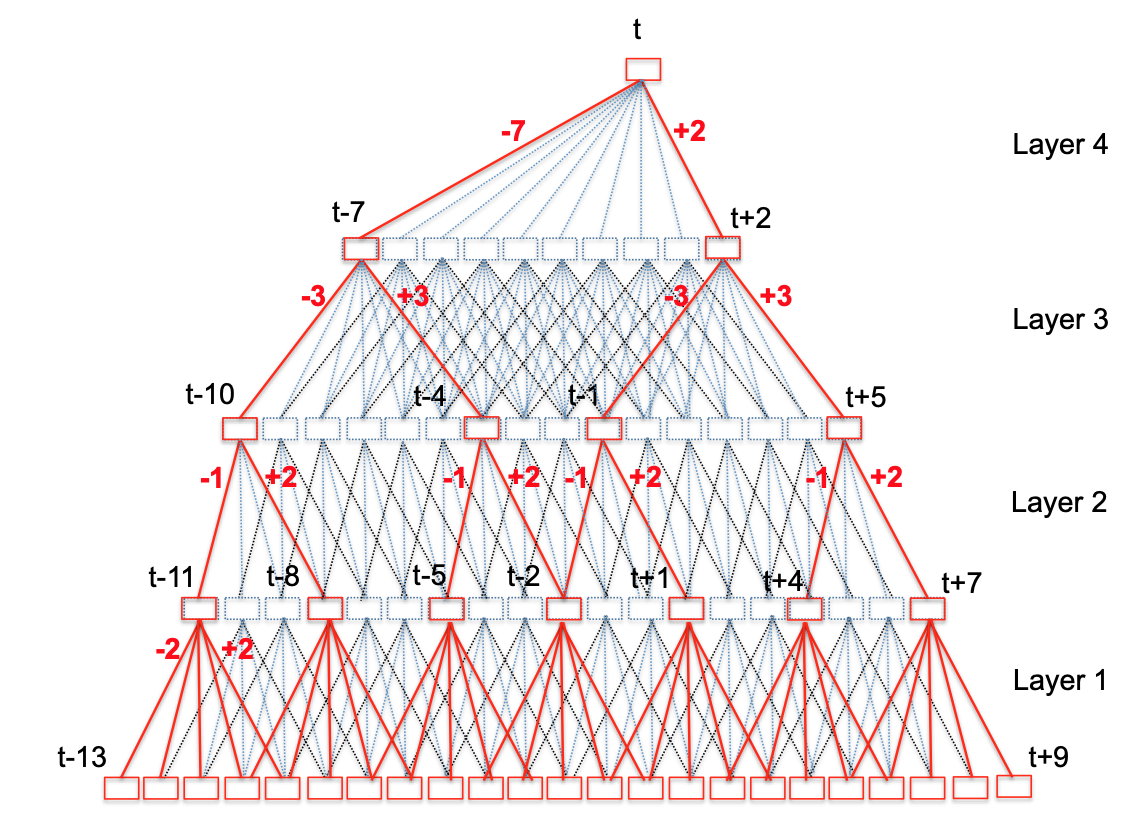 t
-7 +2 Layer 4
t-7 t+2
-3 +3 -3 +3 Layer 3
t-10 t-4 t-1 t+5
-1 +2 -1 +2 -1 +2 -1 +2 Layer 2
t-11 t-8 t-5 t-2 t+1 t+4 t+7
-2 +2 Layer 1
t-13 t+9